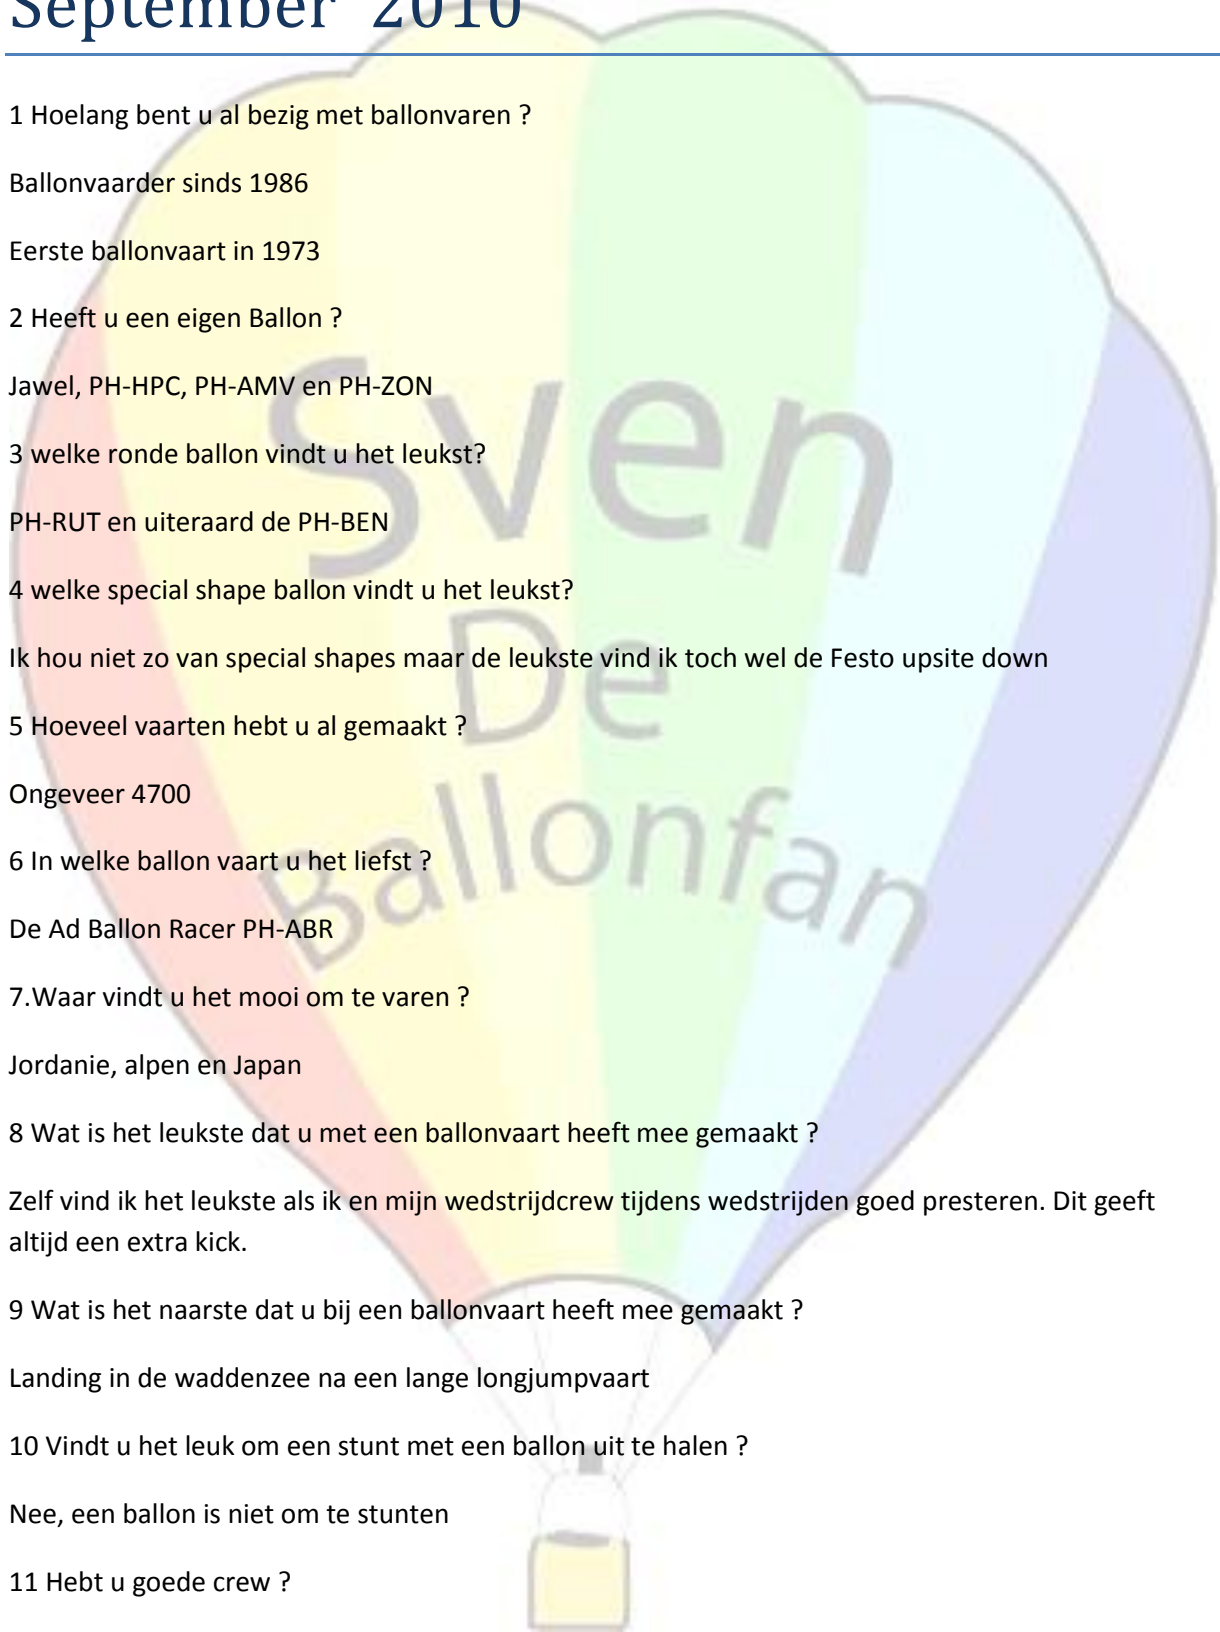 September 2010
1 Hoelang bent u al bezig met ballonvaren ?
Ballonvaarder sinds 1986
Eerste ballonvaart in 1973
2 Heeft u een eigen Ballon ?
Jawel, PH-HPC, PH-AMV en PH-ZON
3 welke ronde ballon vindt u het leukst?
PH-RUT en uiteraard de PH-BEN
4 welke special shape ballon vindt u het leukst?
Ik hou niet zo van special shapes maar de leukste vind ik toch wel de Festo upsite down
5 Hoeveel vaarten hebt u al gemaakt ?
Ongeveer 4700
6 In welke ballon vaart u het liefst ?
De Ad Ballon Racer PH-ABR
7.Waar vindt u het mooi om te varen ?
Jordanie, alpen en Japan
8 Wat is het leukste dat u met een ballonvaart heeft mee gemaakt ?
Zelf vind ik het leukste als ik en mijn wedstrijdcrew tijdens wedstrijden goed presteren. Dit geeft
altijd een extra kick.
9 Wat is het naarste dat u bij een ballonvaart heeft mee gemaakt ?
Landing in de waddenzee na een lange longjumpvaart
10 Vindt u het leuk om een stunt met een ballon uit te halen ?
Nee, een ballon is niet om te stunten
11 Hebt u goede crew ?
Sven
De
Ballonfan